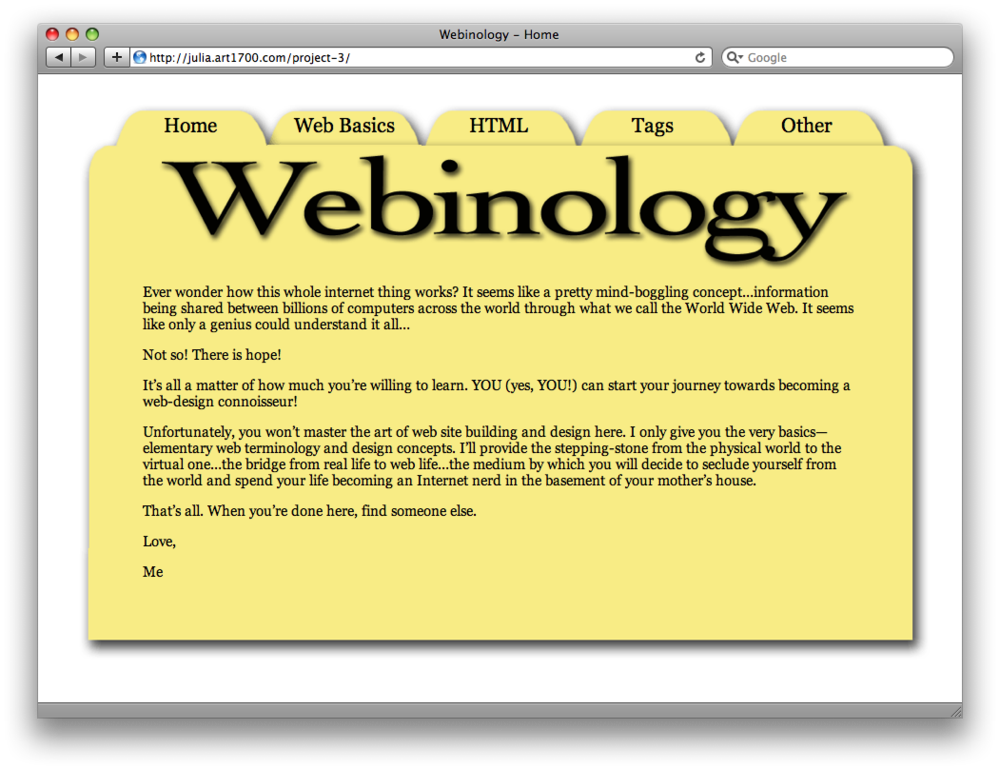 Webinology – Home
http://julia.art1700.com/project-3/
Google
Home
Web Basics
HTML
Tags
Other
Webinology
Ever wonder how this whole internet thing works? It seems like a pretty mind-boggling concept...information
being shared between billions of computers across the world through what we call the World Wide Web. It seems
like only a genius could understand it all...
Not so! There is hope!
It’s all a matter of how much you’re willing to learn. YOU (yes, YOU!) can start your journey towards becoming a
web-design connoisseur!
Unfortunately, you won’t master the art of web site building and design here. I only give you the very basics—
elementary web terminology and design concepts. I’ll provide the stepping-stone from the physical world to the
virtual one...the bridge from real life to web life...the medium by which you will decide to seclude yourself from
the world and spend your life becoming an Internet nerd in the basement of your mother’s house.
That’s all. When you’re done here, find someone else.
Love,
Me